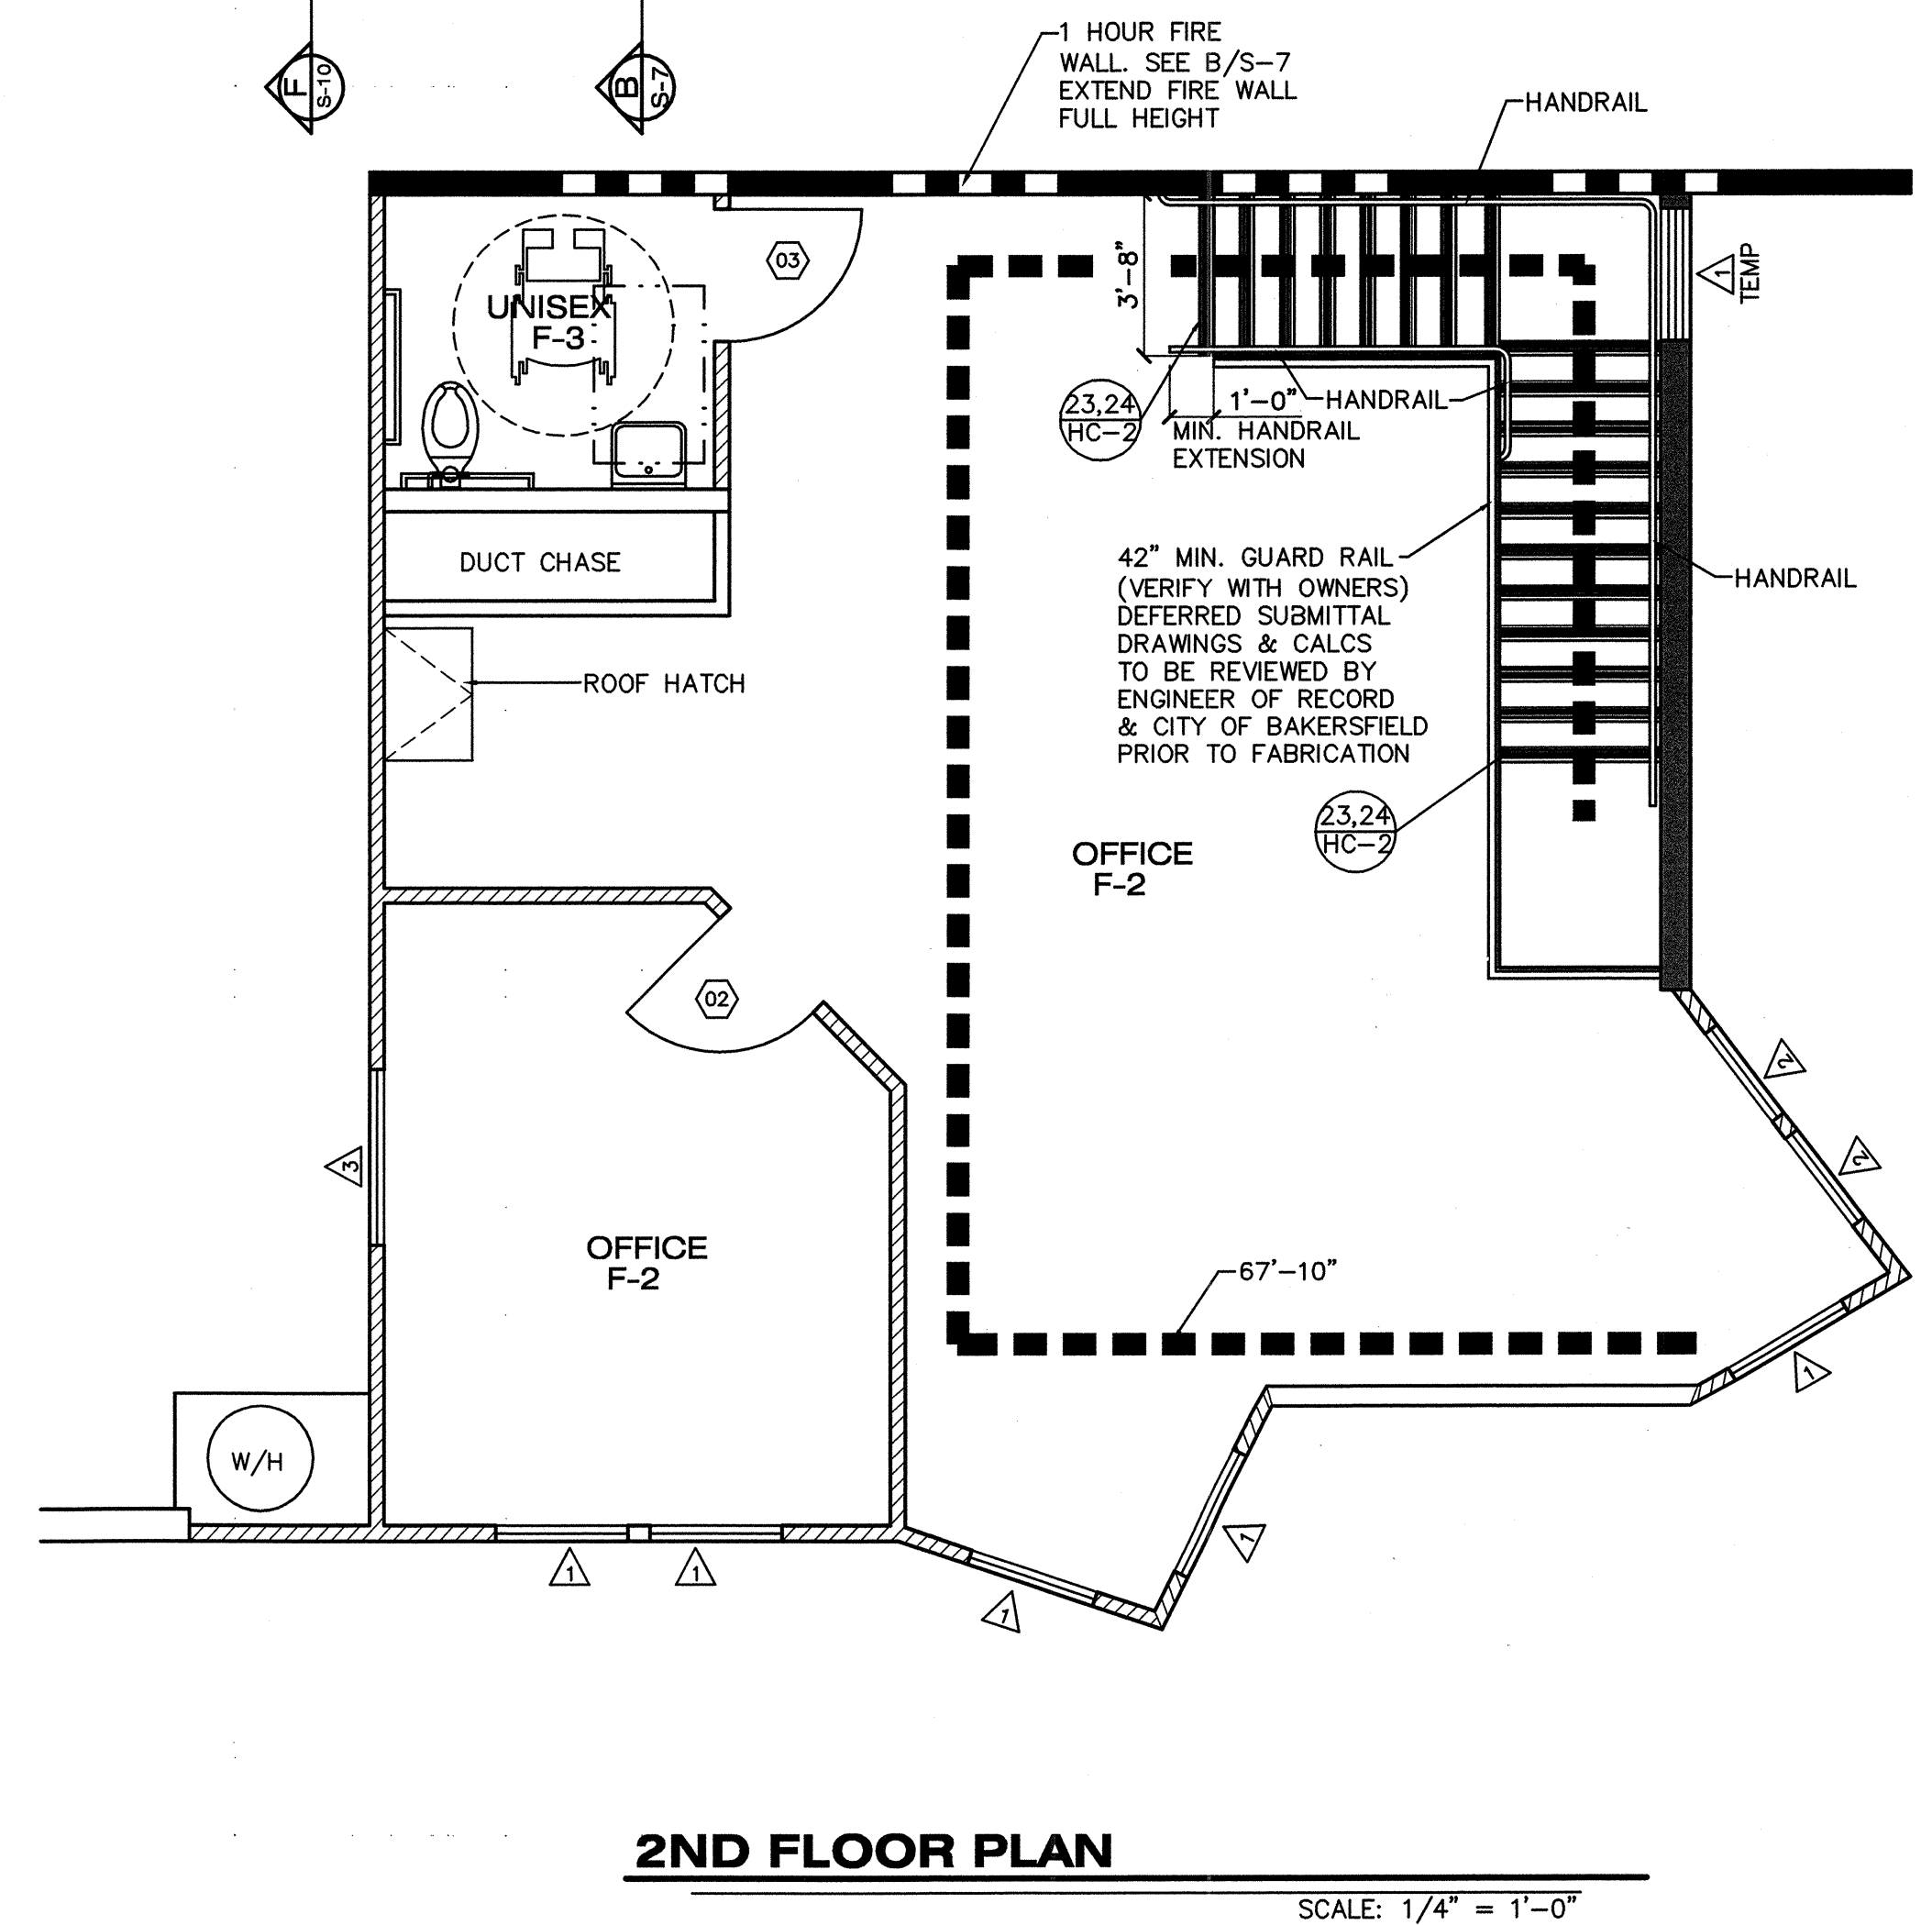 F
S-10
B
S-7
1 HOUR FIRE
WALL. SEE B/S-7
EXTEND FIRE WALL
FULL HEIGHT
HANDRAIL
03
UNISEX
F-3
3'-8"
1
TEMP
23,24
HC-2
1'-0"
HANDRAIL
MIN. HANDRAIL
EXTENSION
DUCT CHASE
42" MIN. GUARD RAIL
(VERIFY WITH OWNERS)
DEFERRED SUBMITTAL
DRAWINGS & CALCS
TO BE REVIEWED BY
ENGINEER OF RECORD
& CITY OF BAKERSFIELD
PRIOR TO FABRICATION
HANDRAIL
ROOF HATCH
23,24
HC-2
OFFICE
F-2
02
2
2
3
OFFICE
F-2
67'-10"
1
W/H
1
1
1
1
2ND FLOOR PLAN
SCALE: 1/4" = 1'-0"